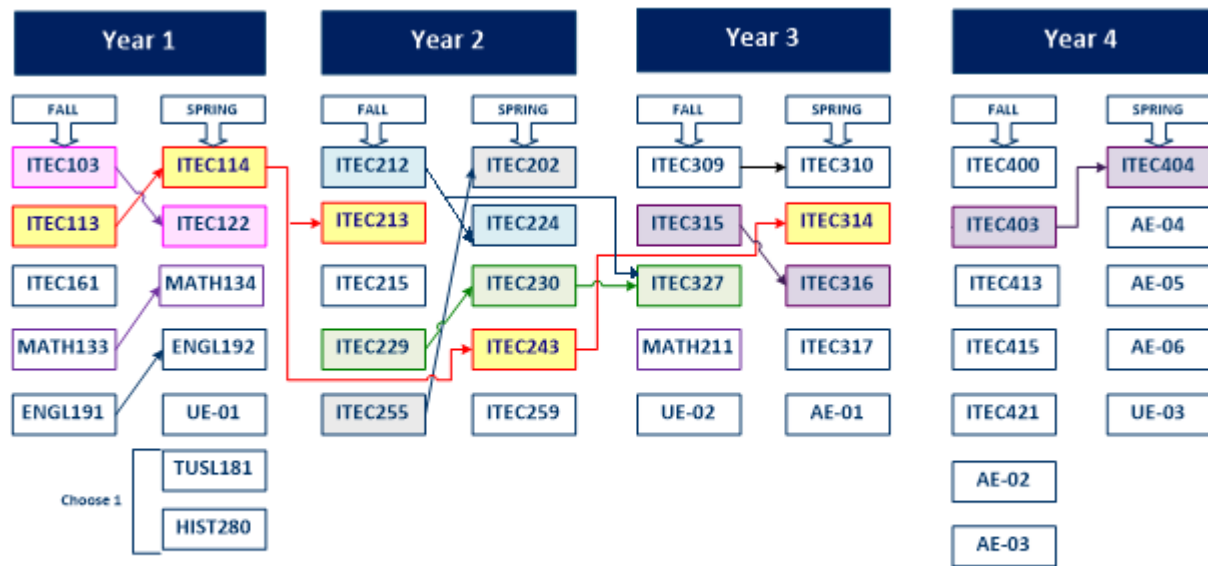 Year 1
Year 2
Year 3
Year 4
FALL
SPRING
FALL
SPRING
FALL
SPRING
FALL
SPRING
ITEC103
ITEC114
ITEC212
ITEC202
ITEC309
ITEC310
ITEC400
ITEC404
ITEC113
ITEC122
ITEC213
ITEC224
ITEC315
ITEC314
ITEC403
AE-04
ITEC161
MATH134
ITEC215
ITEC230
ITEC327
ITEC316
ITEC413
AE-05
MATH133
ENGL192
ITEC229
ITEC243
MATH211
ITEC317
ITEC415
AE-06
ENGL191
UE-01
ITEC255
ITEC259
UE-02
AE-01
ITEC421
UE-03
TUSL181
AE-02
Choose 1
HIST280
AE-03